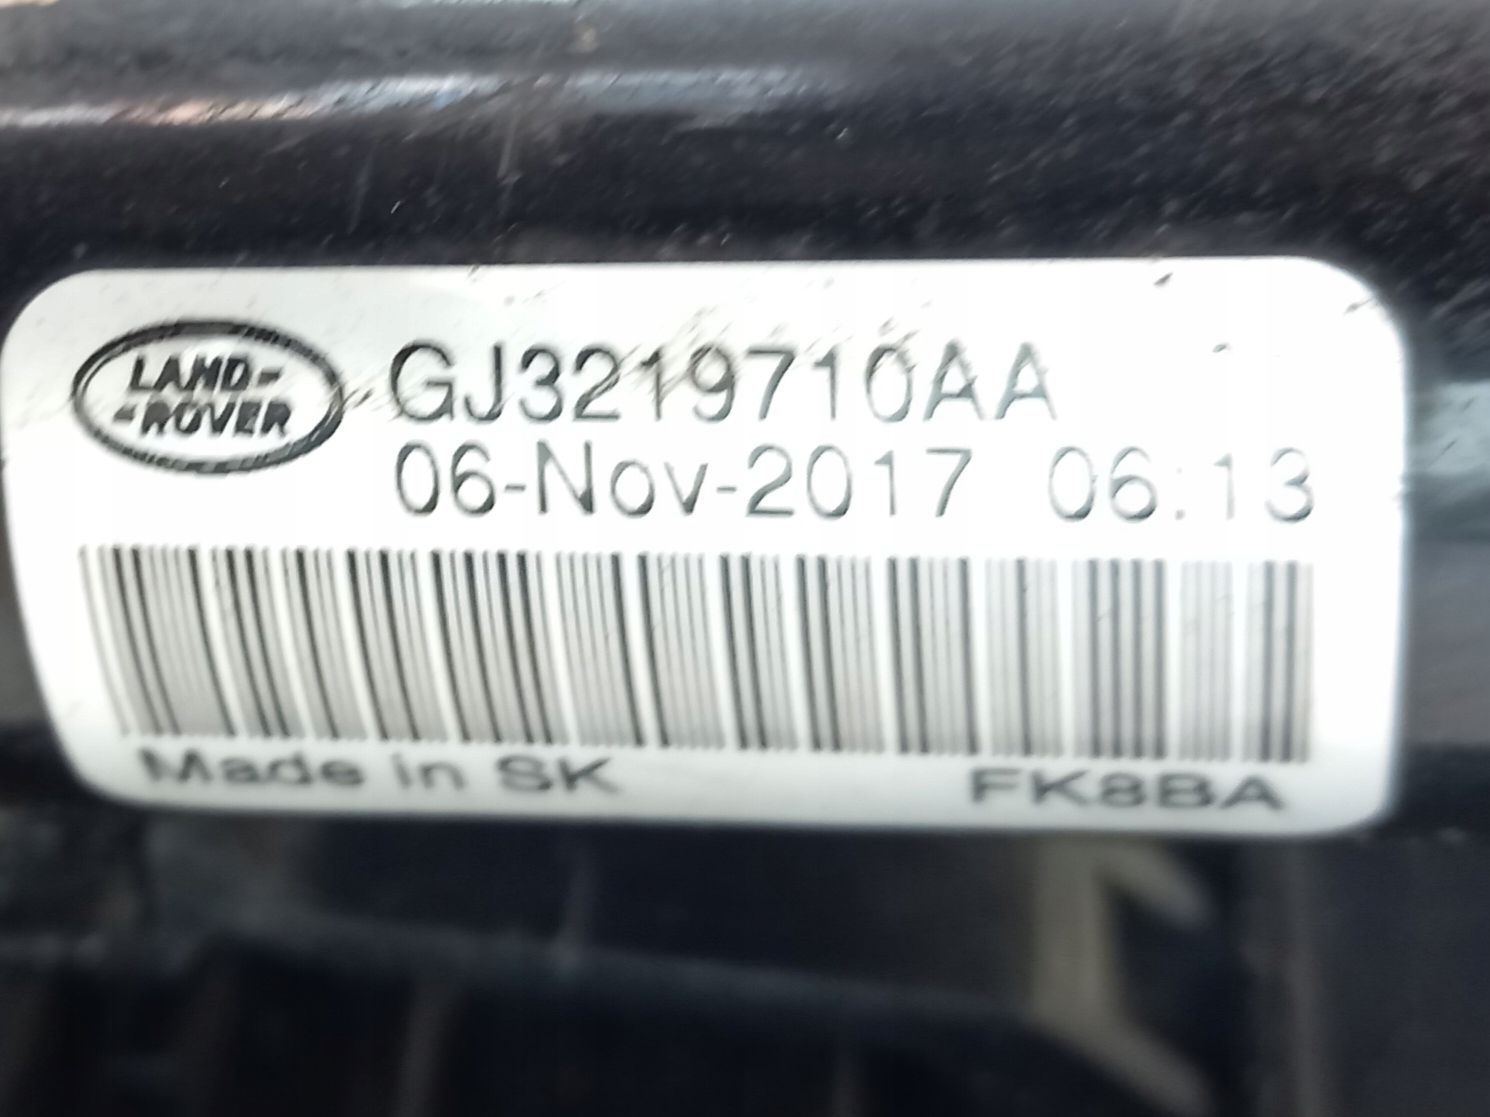 LAND-
-ROVER
GJ3219710AA
06-Nov-2017 06:13
Made in SK
FK8BA